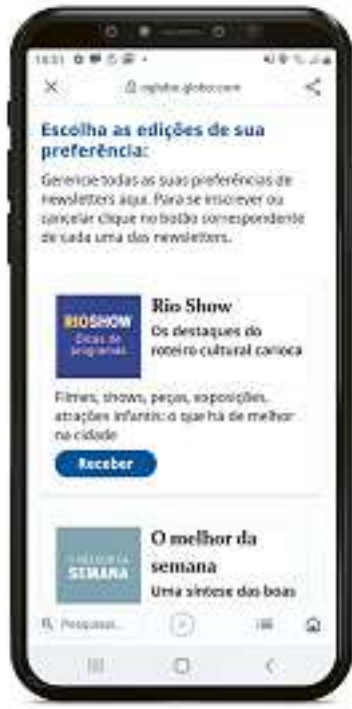 oglobo.globo.com
Escolha as edições de sua
preferência:
Gerencie todas as suas preferências de
newsletters aqui. Para se inscrever ou
cancelar clique no botão correspondente
de cada uma das newsletters.
RIOSHOW
Dicas de
programas
Rio Show
Os destaques do
roteiro cultural carioca
Filmes, shows, peças, exposições,
atrações infantis: o que há de melhor
na cidade
Receber
O melhor da
semana
SEMANA
Uma síntese das boas